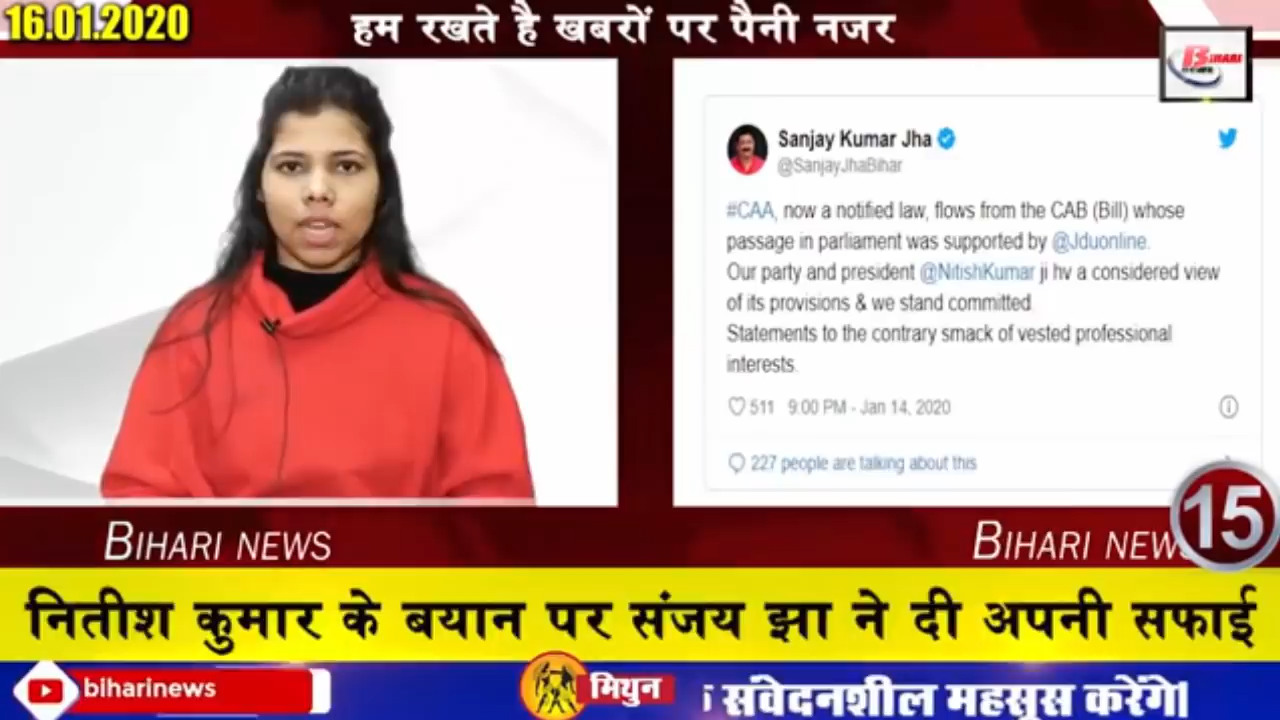 16.01.2020
हम रखते है खबरों पर पैनी नजर
BIHARI
Sanjay Kumar Jha
@SanjayJhaBihar
#CAA, now a notified law, flows from the CAB (Bill) whose
passage in parliament was supported by @Jduonline.
Our party and president @NitishKumar ji hv a considered view
of its provisions & we stand committed.
Statements to the contrary smack of vested professional
interests.
511 9:00 PM - Jan 14, 2020
227 people are talking about this
BIHARI NEWS
BIHARI NEWS
15
नितीश कुमार के बयान पर संजय झा ने दी अपनी सफाई
biharinews
मिथुन
संवेदनशील महसूस करेंगे।